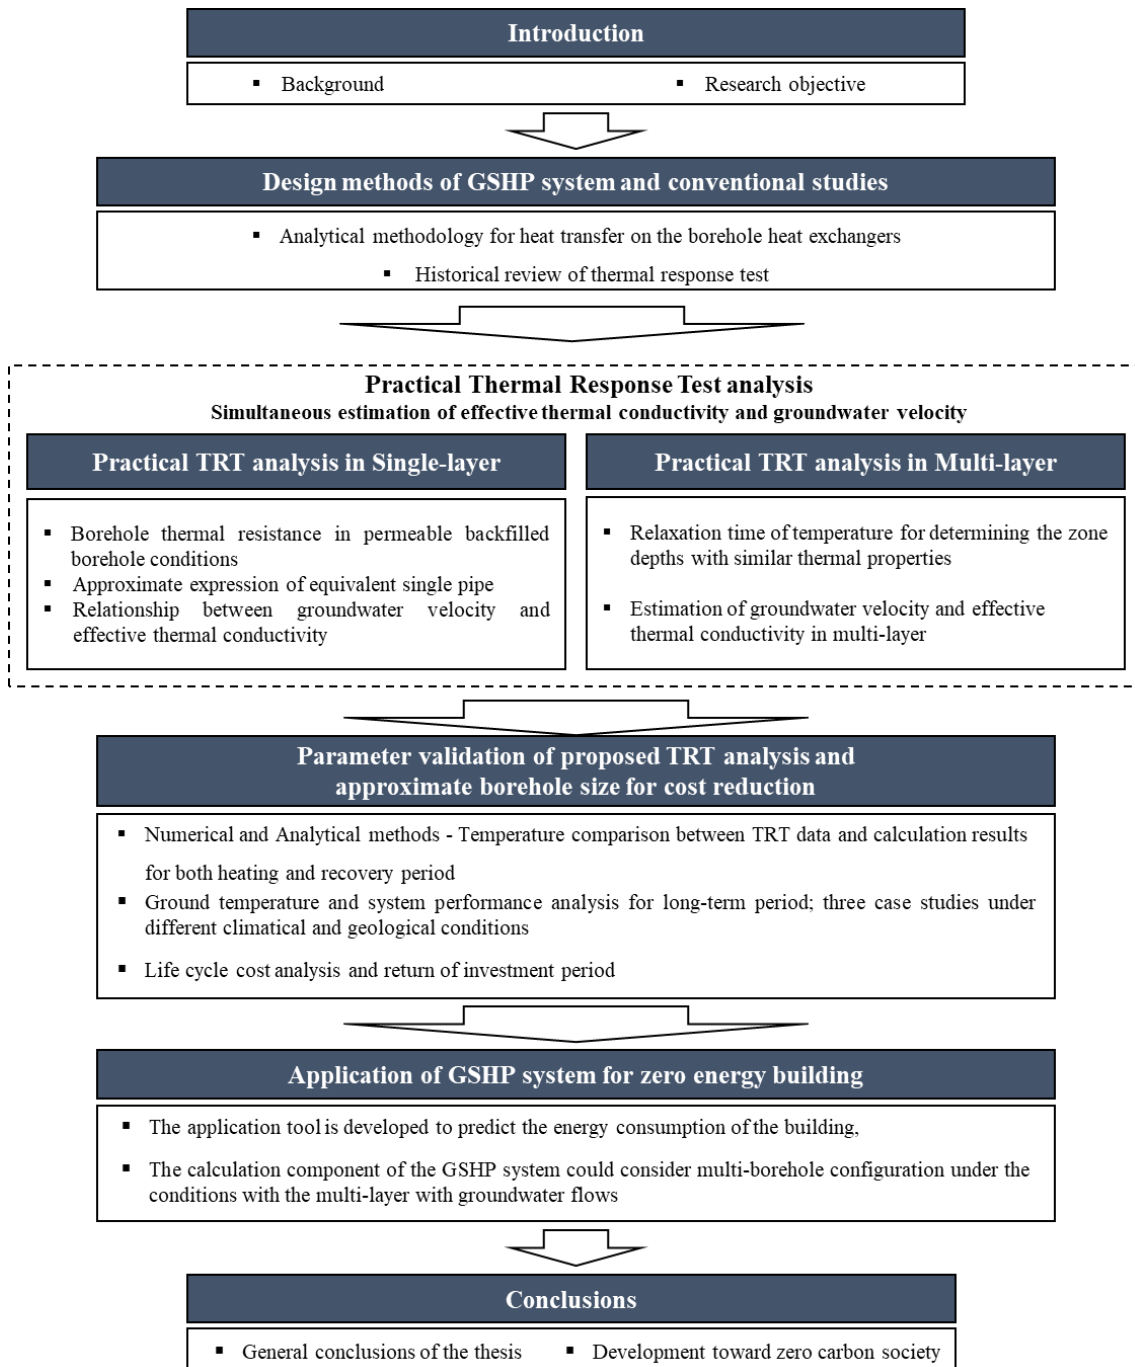 Introduction
▪ Background ▪ Research objective
Design methods of GSHP system and conventional studies
▪ Analytical methodology for heat transfer on the borehole heat exchangers
▪ Historical review of thermal response test
Practical Thermal Response Test analysis
Simultaneous estimation of effective thermal conductivity and groundwater velocity
Practical TRT analysis in Single-layer
▪ Borehole thermal resistance in permeable backfilled
borehole conditions
▪ Approximate expression of equivalent single pipe
▪ Relationship between groundwater velocity and
effective thermal conductivity
Practical TRT analysis in Multi-layer
▪ Relaxation time of temperature for determining the zone
depths with similar thermal properties
▪ Estimation of groundwater velocity and effective
thermal conductivity in multi-layer
Parameter validation of proposed TRT analysis and
approximate borehole size for cost reduction
▪ Numerical and Analytical methods - Temperature comparison between TRT data and calculation results
for both heating and recovery period
▪ Ground temperature and system performance analysis for long-term period; three case studies under
different climatical and geological conditions
▪ Life cycle cost analysis and return of investment period
Application of GSHP system for zero energy building
▪ The application tool is developed to predict the energy consumption of the building,
▪ The calculation component of the GSHP system could consider multi-borehole configuration under the
conditions with the multi-layer with groundwater flows
Conclusions
▪ General conclusions of the thesis ▪ Development toward zero carbon society